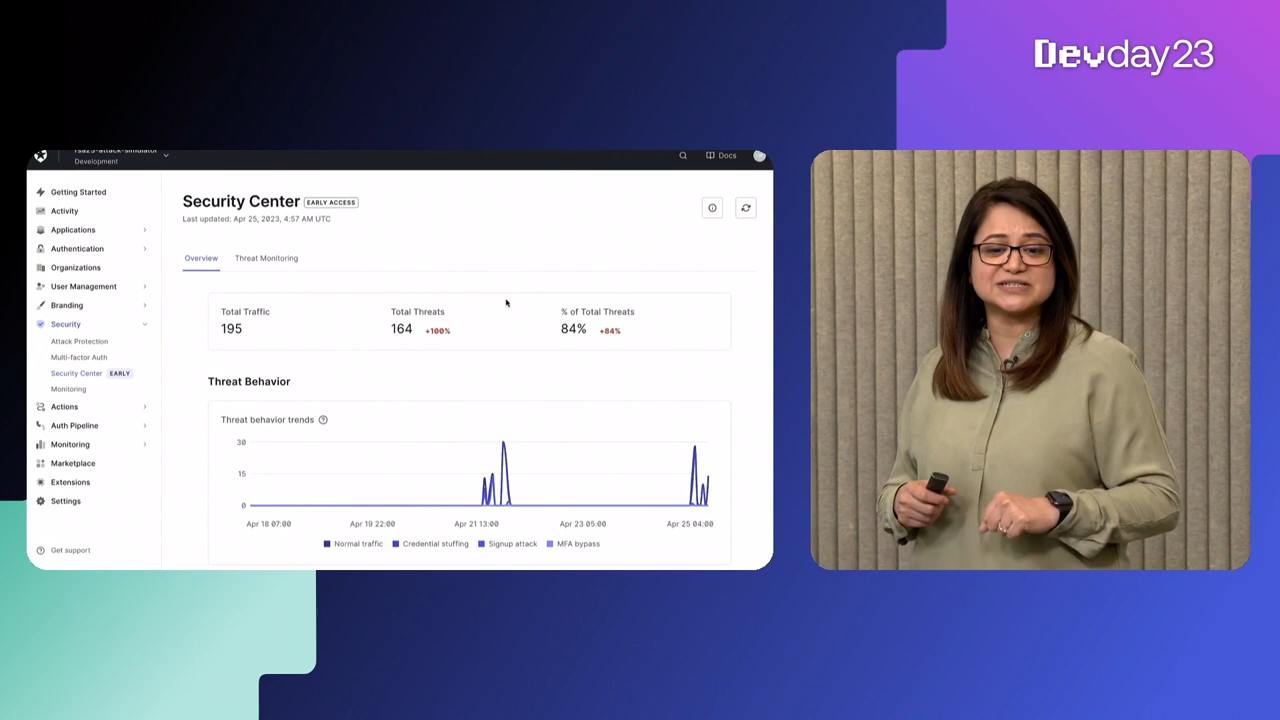 Devday23
rsa23-attack-simulator
Development
Docs
Getting Started
Activity
Applications
Authentication
Organizations
User Management
Branding
Security
Attack Protection
Multi-factor Auth
Security Center EARLY
Monitoring
Actions
Auth Pipeline
Monitoring
Marketplace
Extensions
Settings
Get support
Security Center EARLY ACCESS
Last updated: Apr 25, 2023, 4:57 AM UTC
Overview Threat Monitoring
Total Traffic
195
Total Threats
164 +100%
% of Total Threats
84% +84%
Threat Behavior
Threat behavior trends
30
15
0
Apr 18 07:00 Apr 19 22:00 Apr 21 13:00 Apr 23 05:00 Apr 25 04:00
Normal traffic Credential stuffing Signup attack MFA bypass